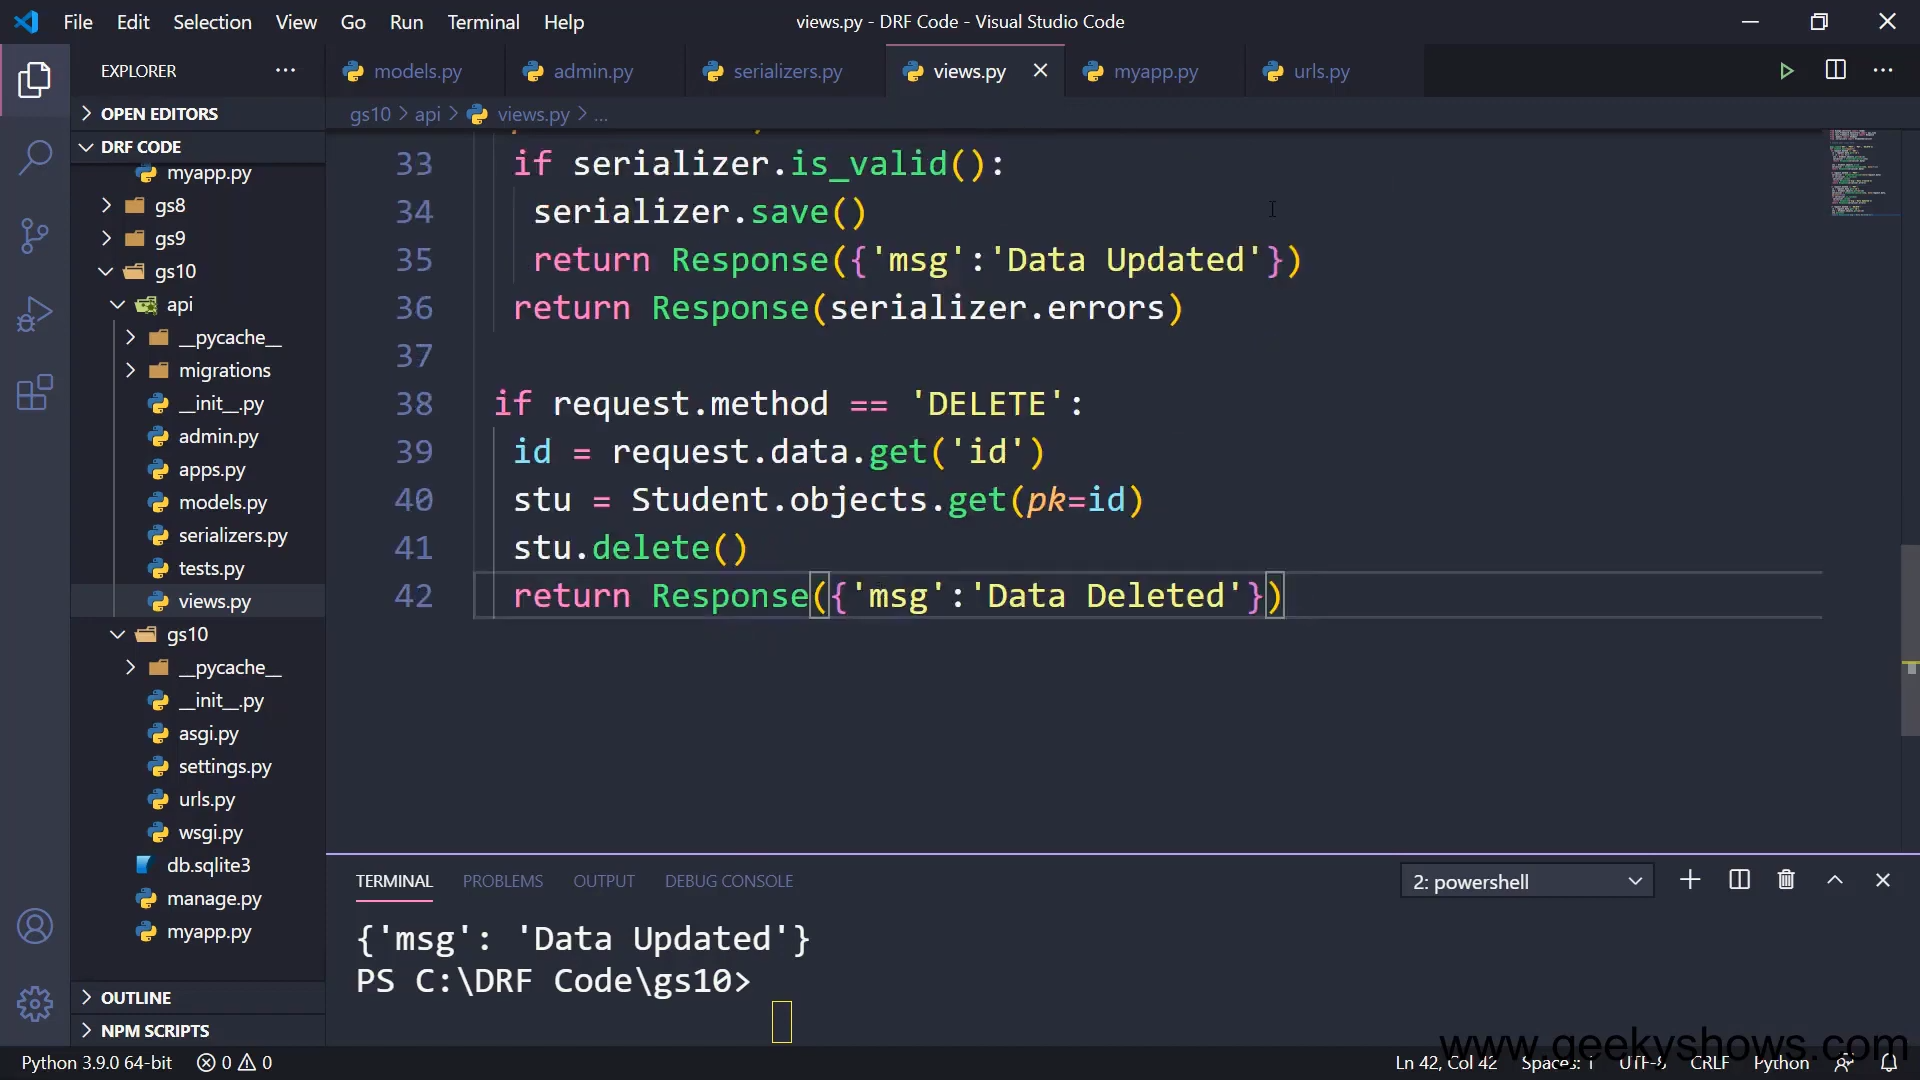 File Edit Selection View Go Run Terminal Help
views.py - DRF Code - Visual Studio Code
EXPLORER
OPEN EDITORS
DRF CODE
myapp.py
gs8
gs9
gs10
api
__pycache__
migrations
__init__.py
admin.py
apps.py
models.py
serializers.py
tests.py
views.py
gs10
__pycache__
__init__.py
asgi.py
settings.py
urls.py
wsgi.py
db.sqlite3
manage.py
myapp.py
OUTLINE
NPM SCRIPTS
models.py admin.py serializers.py views.py myapp.py urls.py
gs10 > api > views.py > ...
33 if serializer.is_valid():
34 serializer.save()
35 return Response({'msg':'Data Updated'})
36 return Response(serializer.errors)
37
38 if request.method == 'DELETE':
39 id = request.data.get('id')
40 stu = Student.objects.get(pk=id)
41 stu.delete()
42 return Response({'msg':'Data Deleted'})
TERMINAL PROBLEMS OUTPUT DEBUG CONSOLE
2: powershell
{'msg': 'Data Updated'}
PS C:\DRF Code\gs10>
www.geekyshows.com
Python 3.9.0 64-bit 0 0
Ln 42, Col 42 Spaces: 1 UTF-8 CRLF Python